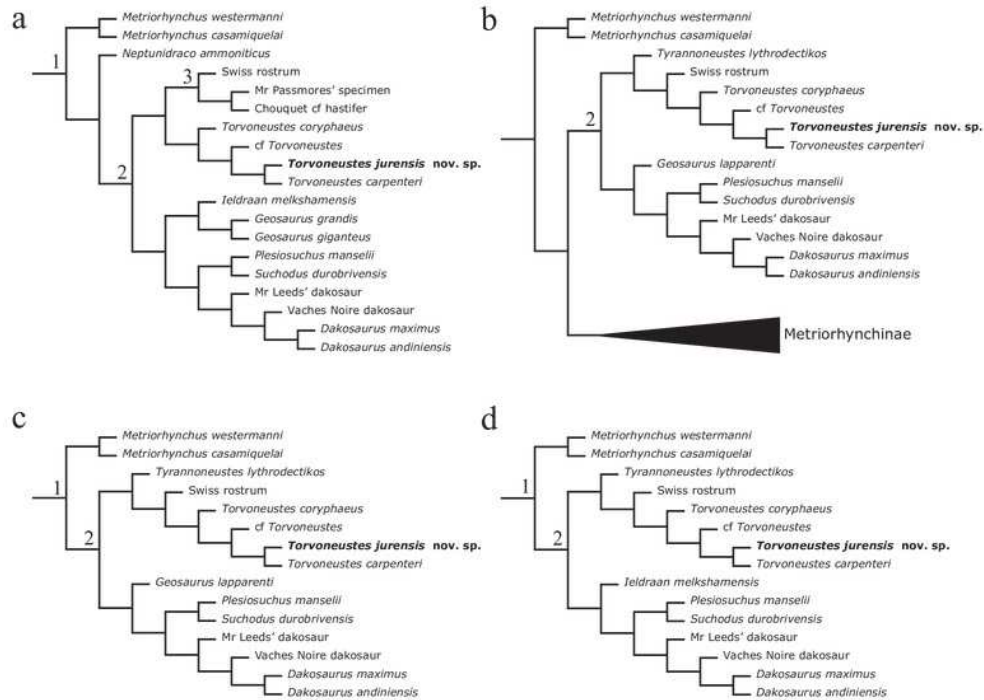 a
Metriorhynchus westermanni
Metriorhynchus casamiquelai
1
Neptunidraco ammoniticus
3
Swiss rostrum
Mr Passmores' specimen
Chouquet cf hastifer
Torvoneustes coryphaeus
cf Torvoneustes
Torvoneustes jurensis nov. sp.
2
Torvoneustes carpenteri
Ieldraan melkshamensis
Geosaurus grandis
Geosaurus giganteus
Plesiosuchus manselii
Suchodus durobrivensis
Mr Leeds' dakosaur
Vaches Noire dakosaur
Dakosaurus maximus
Dakosaurus andiniensis
b
Metriorhynchus westermanni
Metriorhynchus casamiquelai
Tyrannoneustes lythrodectikos
Swiss rostrum
Torvoneustes coryphaeus
cf Torvoneustes
2
Torvoneustes jurensis nov. sp.
Torvoneustes carpenteri
Geosaurus lapparenti
Plesiosuchus manselii
Suchodus durobrivensis
Mr Leeds' dakosaur
Vaches Noire dakosaur
Dakosaurus maximus
Dakosaurus andiniensis
Metriorhynchinae
c
Metriorhynchus westermanni
Metriorhynchus casamiquelai
Tyrannoneustes lythrodectikos
1
Swiss rostrum
Torvoneustes coryphaeus
cf Torvoneustes
2
Torvoneustes jurensis nov. sp.
Torvoneustes carpenteri
Geosaurus lapparenti
Plesiosuchus manselii
Suchodus durobrivensis
Mr Leeds' dakosaur
Vaches Noire dakosaur
Dakosaurus maximus
Dakosaurus andiniensis
d
Metriorhynchus westermanni
Metriorhynchus casamiquelai
Tyrannoneustes lythrodectikos
1
Swiss rostrum
Torvoneustes coryphaeus
cf Torvoneustes
2
Torvoneustes jurensis nov. sp.
Torvoneustes carpenteri
Ieldraan melkshamensis
Plesiosuchus manselii
Suchodus durobrivensis
Mr Leeds' dakosaur
Vaches Noire dakosaur
Dakosaurus maximus
Dakosaurus andiniensis